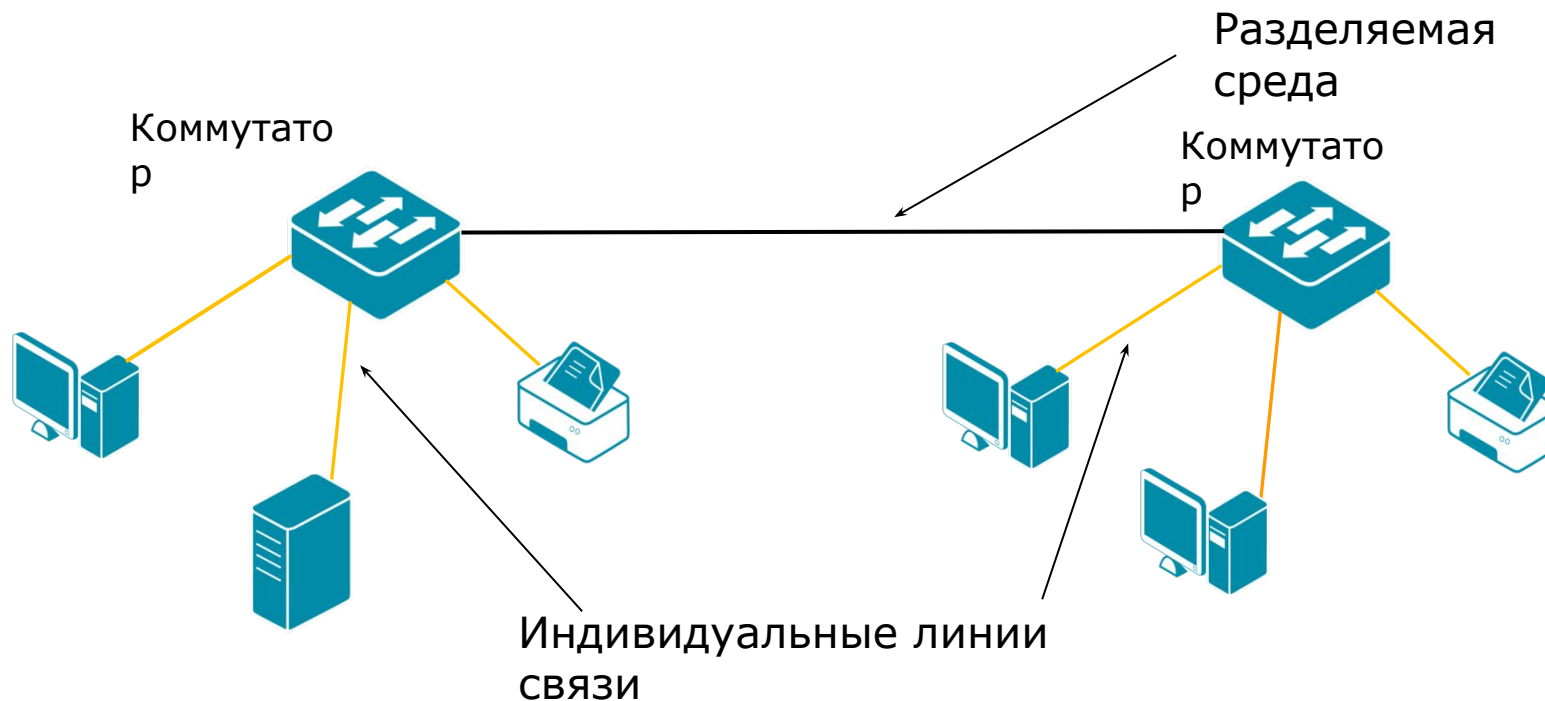 Разделяемая
среда
Коммутато
р
Коммутато
р
Индивидуальные линии
связи